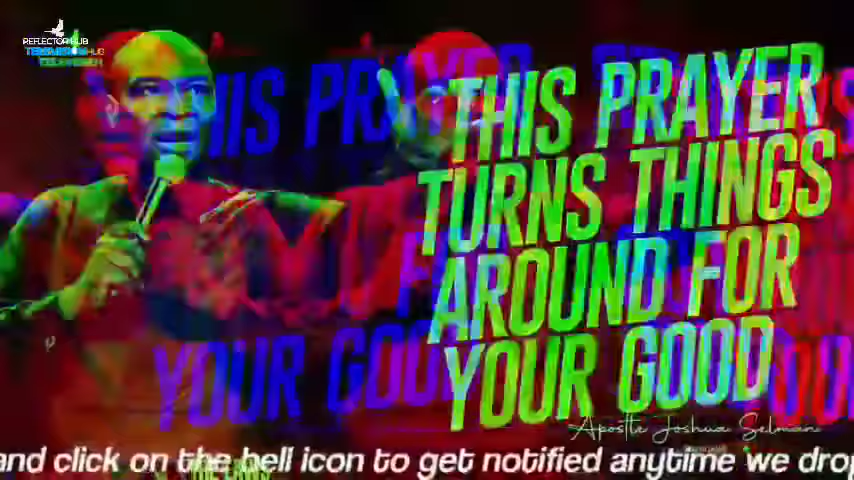 REFLECTOR HUB
THIS PRAYER
TURNS THINGS
AROUND FOR
YOUR GOOD
Apostle Joshua Selman
and click on the bell icon to get notified anytime we drop